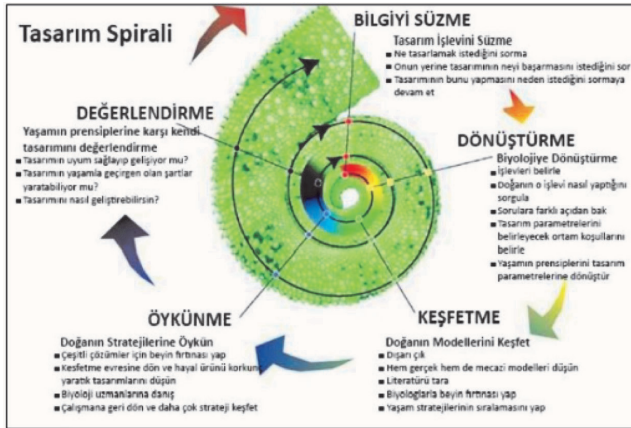 Tasarım Spirali
BİLGİYİ SÜZME
Tasarım İşlevini Süzme
Ne tasarlamak istediğini sorma
Onun yerine tasarımının neyi başarmasını istediğini sor
Tasarımının bunu yapmasını neden istediğini sormaya
devam et
DÖNÜŞTÜRME
Biyolojiye Dönüştürme
İşlevleri belirle
Doğanın o işlevi nasıl yaptığını
sorgula
Sorulara farklı açıdan bak
Tasarım parametrelerini
belirleyecek ortam koşullarını
belirle
Yaşamın prensiplerini tasarım
parametrelerine dönüştür
KEŞFETME
Doğanın Modellerini Keşfet
Dışarı çık
Hem gerçek hem de mecazi modelleri düşün
Literatürü tara
Biyologlarla beyin fırtınası yap
Yaşam stratejilerinin sıralamasını yap
ÖYKÜNME
Doğanın Stratejilerine Öykün
Çeşitli çözümler için beyin fırtınası yap
Kesfetme evresine dön ve hayal ürünü korkunç
yaratık tasarımlarını düşün
Biyoloji uzmanlarına danış
Çalışmana geri dön ve daha çok strateji keşfet
DEĞERLENDİRME
Yaşamın prensiplerine karşı kendi
tasarımını değerlendirme
Tasarımın uyum sağlayıp gelişiyor mu?
Tasarımın yaşamla geçirgen olan şartlar
yaratabiliyor mu?
Tasarımını nasıl geliştirebilirsin?